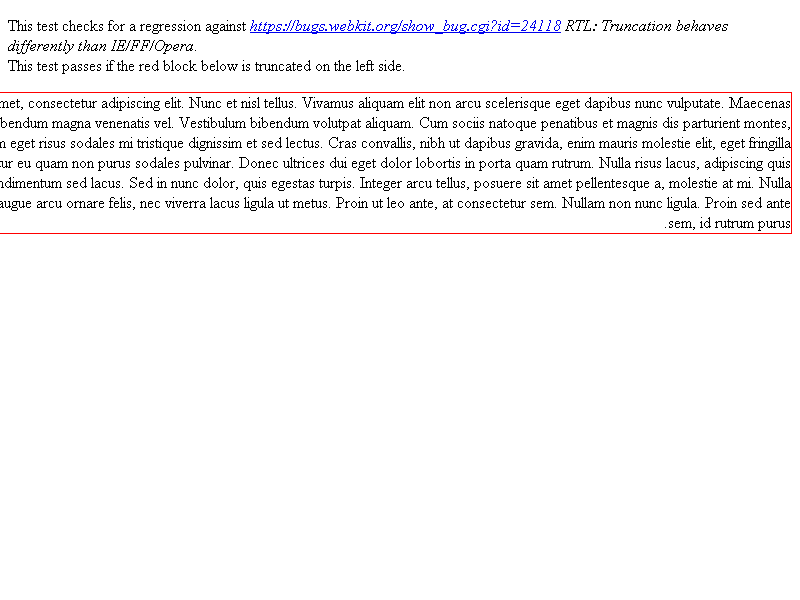 This test checks for a regression against https://bugs.webkit.org/show_bug.cgi?id=24118 RTL: Truncation behaves
differently than IE/FF/Opera.
This test passes if the red block below is truncated on the left side.
met, consectetur adipiscing elit. Nunc et nisl tellus. Vivamus aliquam elit non arcu scelerisque eget dapibus nunc vulputate. Maecenas
bendum magna venenatis vel. Vestibulum bibendum volutpat aliquam. Cum sociis natoque penatibus et magnis dis parturient montes,
eget risus sodales mi tristique dignissim et sed lectus. Cras convallis, nibh ut dapibus gravida, enim mauris molestie elit, eget fringilla
ur eu quam non purus sodales pulvinar. Donec ultrices dui eget dolor lobortis in porta quam rutrum. Nulla risus lacus, adipiscing quis
ndimentum sed lacus. Sed in nunc dolor, quis egestas turpis. Integer arcu tellus, posuere sit amet pellentesque a, molestie at mi. Nulla
augue arcu ornare felis, nec viverra lacus ligula ut metus. Proin ut leo ante, at consectetur sem. Nullam non nunc ligula. Proin sed ante
.sem, id rutrum purus